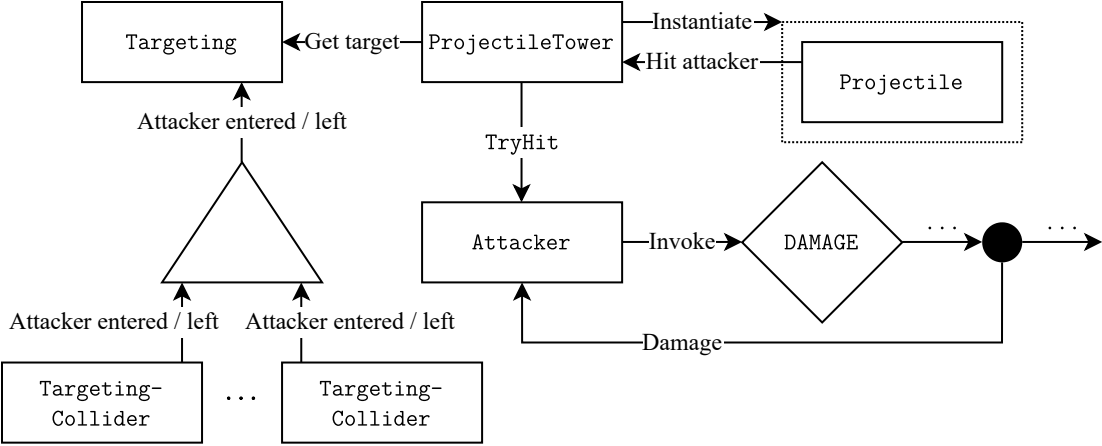 Targeting
Get target
ProjectileTower
Instantiate
Hit attacker
Projectile
Attacker entered / left
TryHit
Attacker
Invoke
DAMAGE
...
...
Attacker entered / left
Attacker entered / left
Damage
Targeting-
Collider
...
Targeting-
Collider